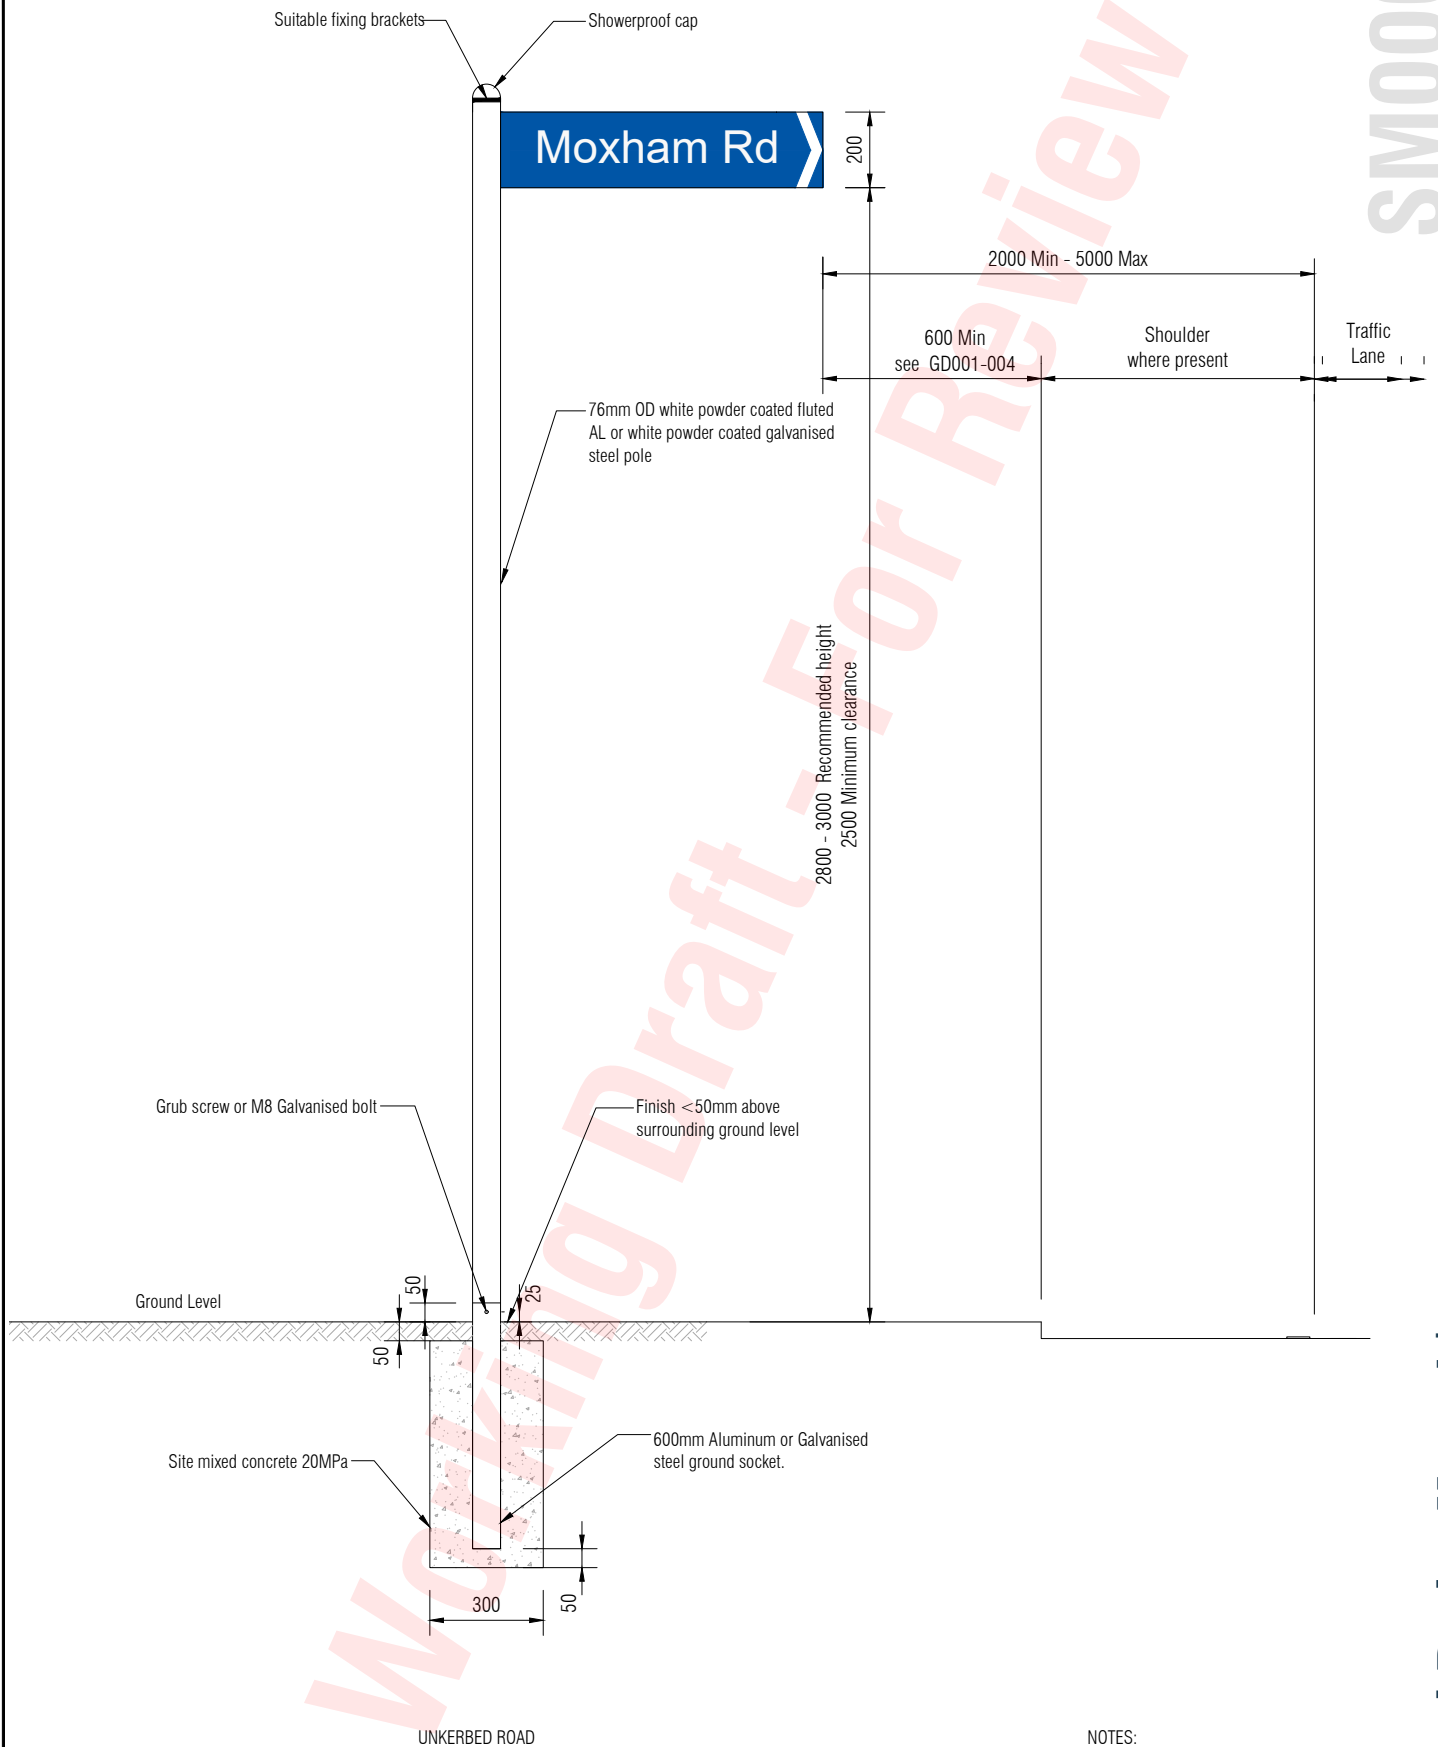 Suitable fixing brackets
Showerproof cap
SM00
Moxham Rd
200
2000 Min - 5000 Max
600 Min
see GD001-004
Shoulder
where present
Traffic
Lane
76mm OD white powder coated fluted
AL or white powder coated galvanised
steel pole
2800 - 3000 Recommended height
2500 Minimum clearance
Grub screw or M8 Galvanised bolt
Finish <50mm above
surrounding ground level
Ground Level
50
25
50
Site mixed concrete 20MPa
600mm Aluminum or Galvanised
steel ground socket.
300
50
UNKERBED ROAD
NOTES:
Working Draft - For Review